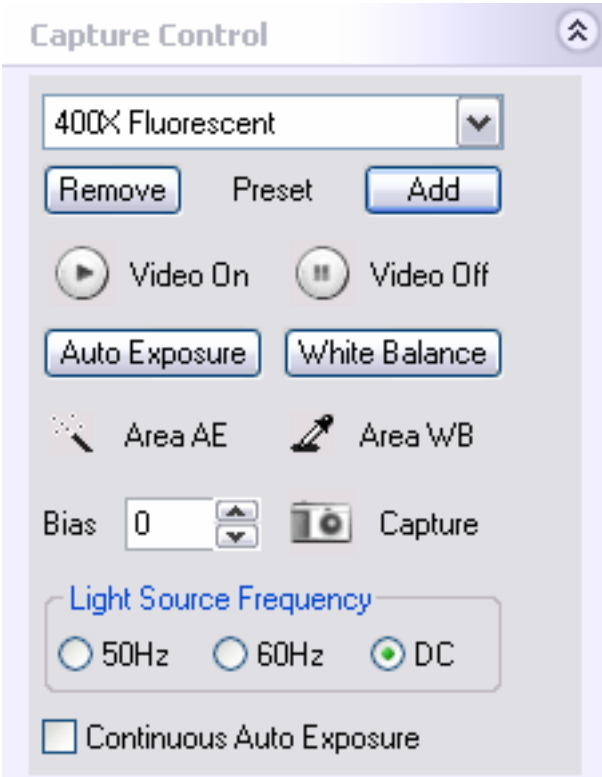 Capture Control
400X Fluorescent
Remove Preset Add
Video On Video Off
Auto Exposure White Balance
Area AE Area WB
Bias 0 Capture
Light Source Frequency
50Hz 60Hz DC
Continuous Auto Exposure